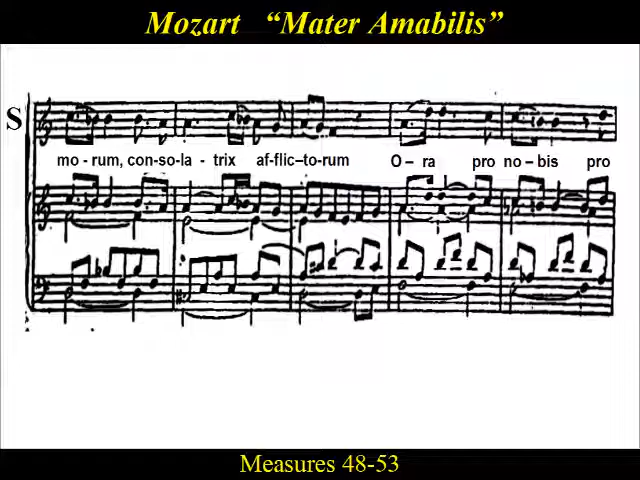 Mozart “Mater Amabilis”
S
mo - rum, con-so-la - trix af-flic–to-rum O – ra pro no – bis pro
Measures 48-53